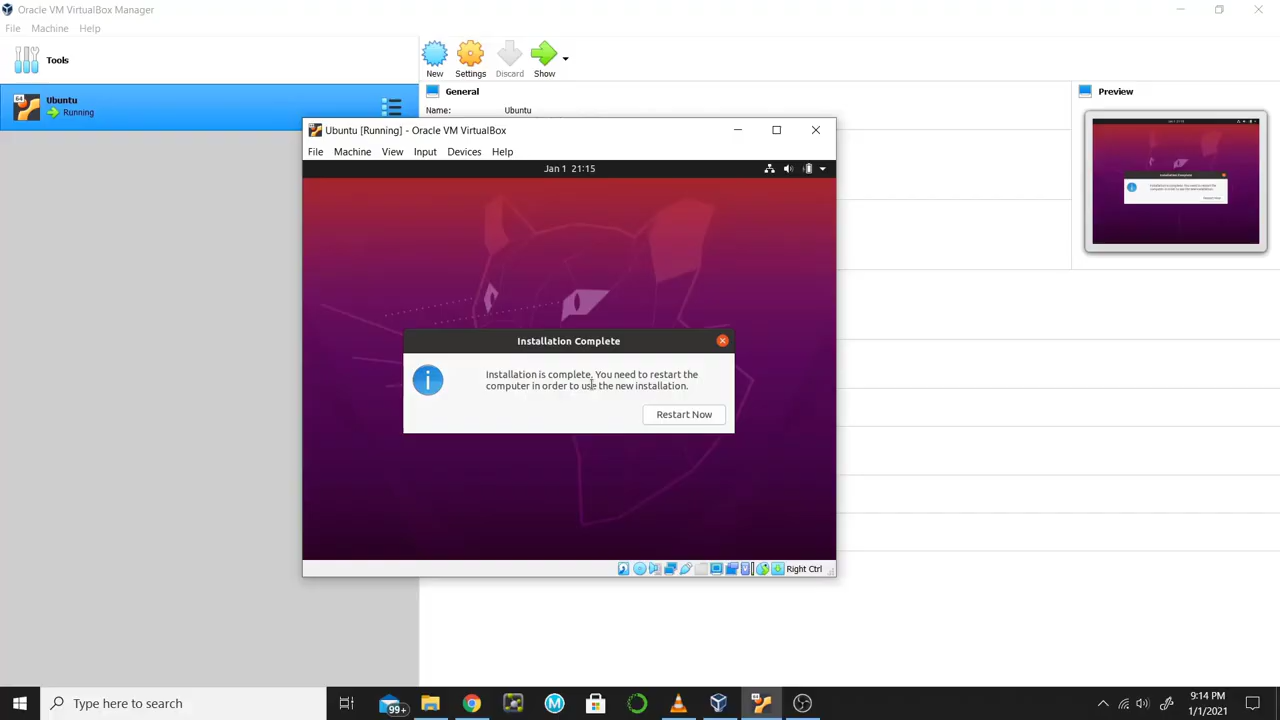 Oracle VM VirtualBox Manager
File Machine Help
Tools
New Settings Discard Show
64
Ubuntu
Running
General
Name: Ubuntu
Preview
Ubuntu [Running] - Oracle VM VirtualBox
File Machine View Input Devices Help
Jan 1 21:15
Installation Complete
Installation is complete. You need to restart the
computer in order to use the new installation.
Restart Now
Right Ctrl
Type here to search
99+
9:14 PM
1/1/2021